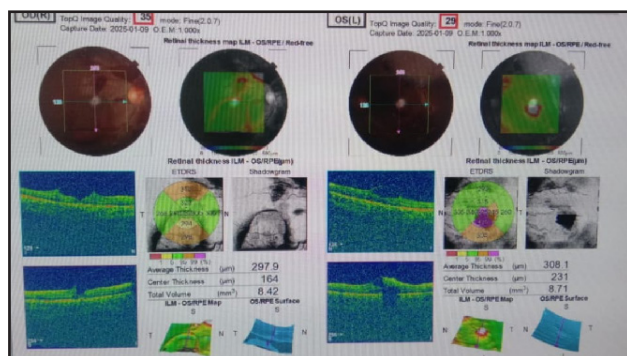 OD(R) TopQ Image Quality: 35 mode: Fine(2.0.7)
Capture Date: 2025-01-09 O.E.M:1.000x
Retinal thickness map ILM - OS/RPE / Red-free
Retinal thickness ILM - OS/RPE(µm)
ETDRS
Shadowgram
T
N
Average Thickness (µm) 297.9
Center Thickness (µm) 164
Total Volume (mm³) 8.42
ILM - OS/RPE Map
OS/RPE Surface
S
S
T
N
T
N
OS(L) TopQ Image Quality: 29 mode: Fine(2.0.7)
Capture Date: 2025-01-09 O.E.M:1.000x
Retinal thickness map ILM - OS/RPE / Red-free
Retinal thickness ILM - OS/RPE(µm)
ETDRS
Shadowgram
N
T
Average Thickness (µm) 308.1
Center Thickness (µm) 231
Total Volume (mm³) 8.71
ILM - OS/RPE Map
OS/RPE Surface
S
S
N
T
N
T